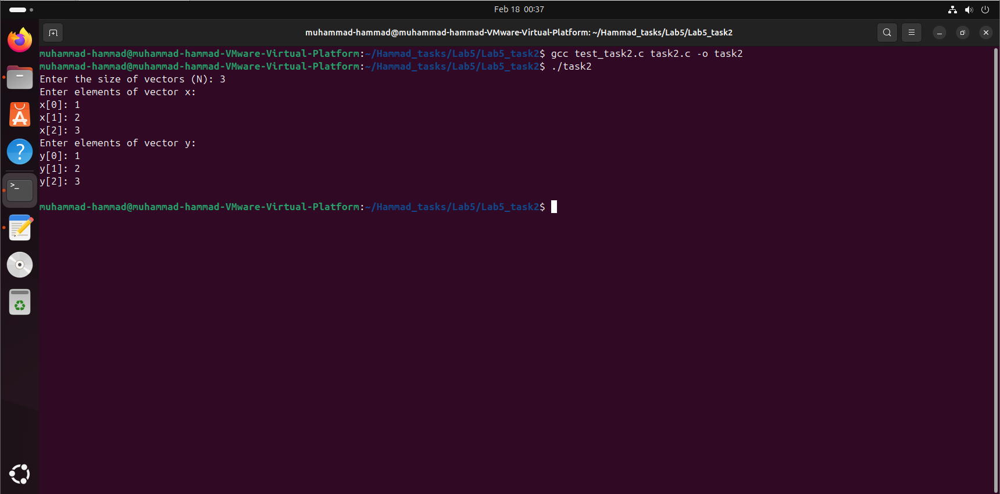 Feb 18 00:37
muhammad-hammad@muhammad-hammad-VMware-Virtual-Platform: ~/Hammad_tasks/Lab5/Lab5_task2
muhammad-hammad@muhammad-hammad-VMware-Virtual-Platform:~/Hammad_tasks/Lab5/Lab5_task2$ gcc test_task2.c task2.c -o task2
muhammad-hammad@muhammad-hammad-VMware-Virtual-Platform:~/Hammad_tasks/Lab5/Lab5_task2$ ./task2
Enter the size of vectors (N): 3
Enter elements of vector x:
x[0]: 1
x[1]: 2
x[2]: 3
Enter elements of vector y:
y[0]: 1
y[1]: 2
y[2]: 3
muhammad-hammad@muhammad-hammad-VMware-Virtual-Platform:~/Hammad_tasks/Lab5/Lab5_task2$